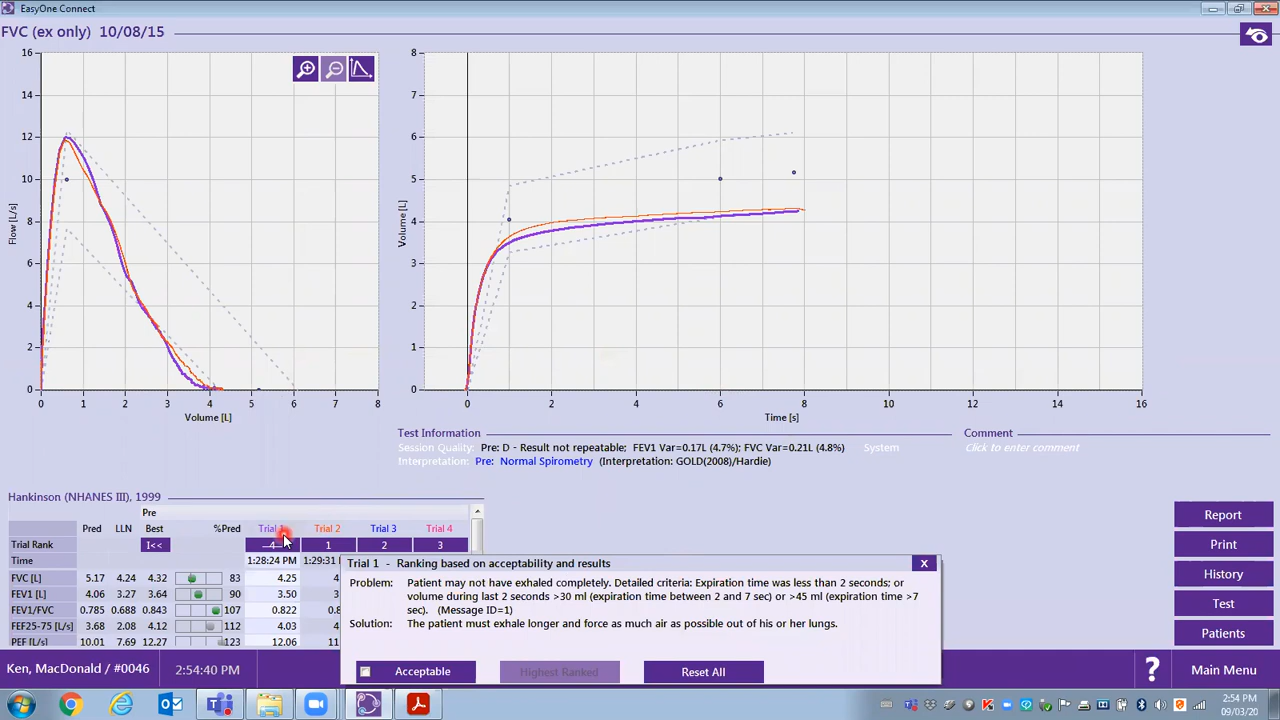 EasyOne Connect
FVC (ex only) 10/08/15
16
14
12
10
8
6
4
2
0
Flow [L/s]
0 1 2 3 4 5 6 7 8
Volume [L]
8
7
6
5
4
3
2
1
0
Volume [L]
0 2 4 6 8 10 12 14 16
Time [s]
Test Information
Session Quality: Pre: D - Result not repeatable; FEV1 Var=0.17L (4.7%); FVC Var=0.21L (4.8%) System
Interpretation: Pre: Normal Spirometry (Interpretation: GOLD(2008)/Hardie)
Comment
Click to enter comment
Hankinson (NHANES III), 1999
Pre
Pred LLN Best %Pred Trial 1 Trial 2 Trial 3 Trial 4
Trial Rank I<< 4 1 2 3
Time 1:28:24 PM 1:29:31
FVC [L] 5.17 4.24 4.32 83 4.25 4
FEV1 [L] 4.06 3.27 3.64 90 3.50
FEV1/FVC 0.785 0.688 0.843 107 0.822 0.8
FEF25-75 [L/s] 3.68 2.08 4.12 112 4.03 4
PEF [L/s] 10.01 7.69 12.27 123 12.06 11
Trial 1 - Ranking based on acceptability and results X
Problem: Patient may not have exhaled completely. Detailed criteria: Expiration time was less than 2 seconds; or
volume during last 2 seconds >30 ml (expiration time between 2 and 7 sec) or >45 ml (expiration time >7
sec). (Message ID=1)
Solution: The patient must exhale longer and force as much air as possible out of his or her lungs.
Acceptable Highest Ranked Reset All
Report
Print
History
Test
Patients
Ken, MacDonald / #0046 2:54:40 PM ? Main Menu
2:54 PM
09/03/20